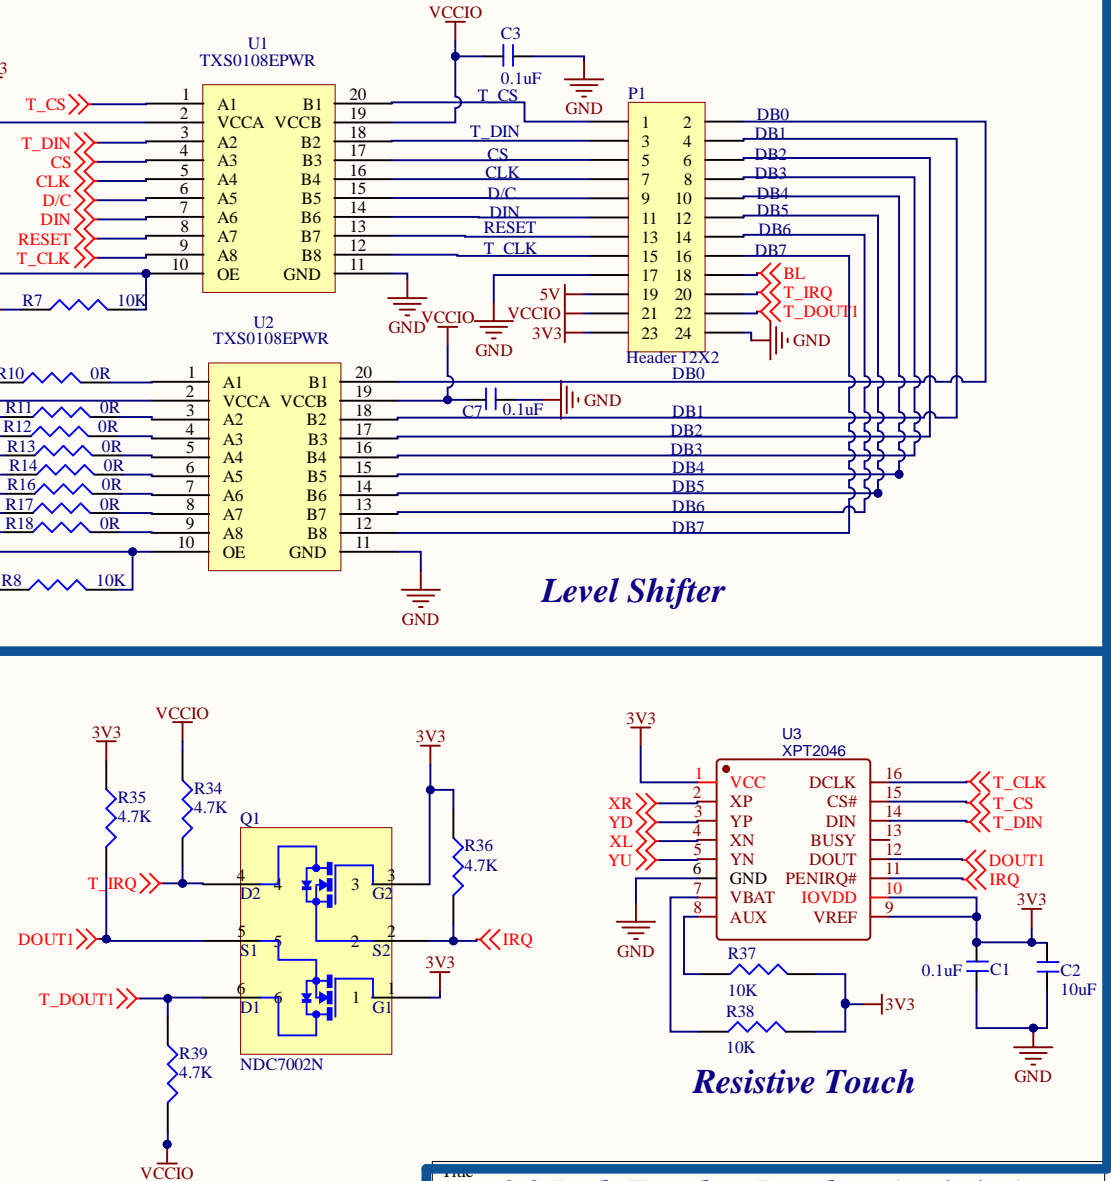 VCCIO
U1
TXS0108EPWR
C3
0.1uF
GND
3
T_CS
T_DIN
CS
CLK
D/C
DIN
RESET
T_CLK
1 A1 B1 20
2 VCCA VCCB 19
3 A2 B2 18
4 A3 B3 17
5 A4 B4 16
6 A5 B5 15
7 A6 B6 14
8 A7 B7 13
9 A8 B8 12
10 OE GND 11
R7 10K
GND
T_CS
T_DIN
CS
CLK
D/C
DIN
RESET
T_CLK
P1
1 2 DB0
3 4 DB1
5 6 DB2
7 8 DB3
9 10 DB4
11 12 DB5
13 14 DB6
15 16 DB7
17 18 BL
5V 19 20 T_IRQ
VCCIO 21 22 T_DOUT1
3V3 23 24 GND
Header 12X2
GND
VCCIO
U2
TXS0108EPWR
R10 0R
R11 0R
R12 0R
R13 0R
R14 0R
R16 0R
R17 0R
R18 0R
1 A1 B1 20
2 VCCA VCCB 19
3 A2 B2 18
4 A3 B3 17
5 A4 B4 16
6 A5 B5 15
7 A6 B6 14
8 A7 B7 13
9 A8 B8 12
10 OE GND 11
R8 10K
C7 0.1uF GND
DB0
DB1
DB2
DB3
DB4
DB5
DB6
DB7
GND
Level Shifter
3V3
VCCIO
3V3
R35
4.7K
R34
4.7K
R36
4.7K
Q1
T_IRQ
4 4 3 3
D2 G2
DOUT1
5 5 2 2
S1 S2
IRQ
3V3
T_DOUT1
6 6 1 1
D1 G1
NDC7002N
R39
4.7K
VCCIO
3V3
U3
XPT2046
1 VCC DCLK 16 T_CLK
XR 2 XP CS# 15 T_CS
YD 3 YP DIN 14 T_DIN
XL 4 XN BUSY 13
YU 5 YN DOUT 12 DOUT1
6 GND PENIRQ# 11 IRQ
7 VBAT IOVDD 10
8 AUX VREF 9
3V3
GND
R37
10K
R38
10K
3V3
0.1uF C1
C2
10uF
GND
Resistive Touch